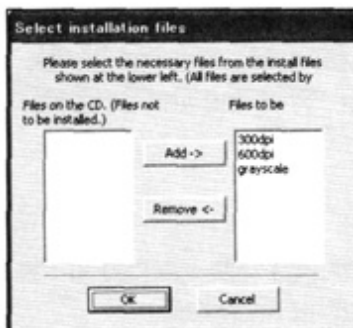 Select installation files
Please select the necessary files from the install files
shown at the lower left. (All files are selected by
Files on the CD. (Files not
to be installed.)
Files to be
Add ->
300dpi
600dpi
grayscale
Remove <-
OK
Cancel